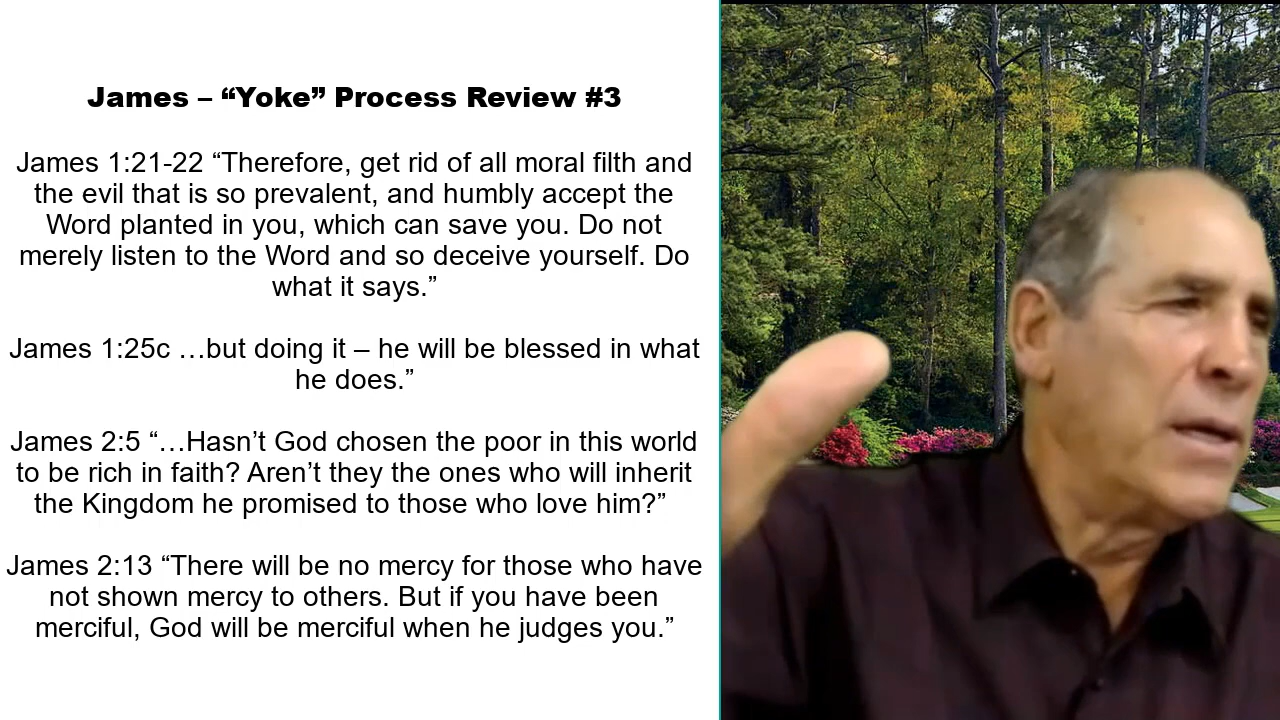 James – “Yoke” Process Review #3
James 1:21-22 “Therefore, get rid of all moral filth and
the evil that is so prevalent, and humbly accept the
Word planted in you, which can save you. Do not
merely listen to the Word and so deceive yourself. Do
what it says.”
James 1:25c …but doing it – he will be blessed in what
he does.”
James 2:5 “…Hasn’t God chosen the poor in this world
to be rich in faith? Aren’t they the ones who will inherit
the Kingdom he promised to those who love him?”
James 2:13 “There will be no mercy for those who have
not shown mercy to others. But if you have been
merciful, God will be merciful when he judges you.”